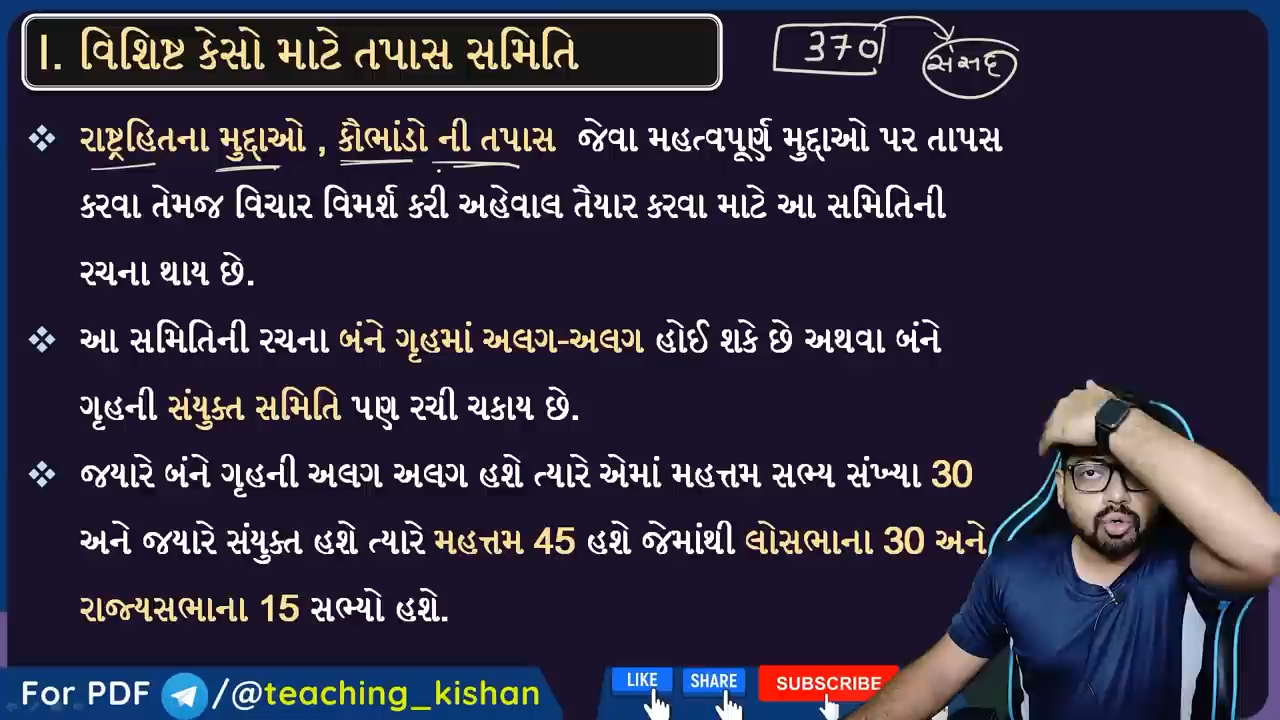 I. વિશિષ્ટ કેસો માટે તપાસ સમિતિ
370 સંસદ
❖ રાષ્ટ્રહિતના મુદ્દાઓ , કૌભાંડો ની તપાસ જેવા મહત્વપૂર્ણ મુદ્દાઓ પર તાપસ
કરવા તેમજ વિચાર વિમર્શ કરી અહેવાલ તૈયાર કરવા માટે આ સમિતિની
રચના થાય છે.
❖ આ સમિતિની રચના બંને ગૃહમાં અલગ-અલગ હોઈ શકે છે અથવા બંને
ગૃહની સંયુક્ત સમિતિ પણ રચી ચકાય છે.
❖ જયારે બંને ગૃહની અલગ અલગ હશે ત્યારે એમાં મહત્તમ સભ્ય સંખ્યા 30
અને જયારે સંયુક્ત હશે ત્યારે મહત્તમ 45 હશે જેમાંથી લોસભાના 30 અને
રાજ્યસભાના 15 સભ્યો હશે.
For PDF /@teaching_kishan
LIKE SHARE SUBSCRIBE